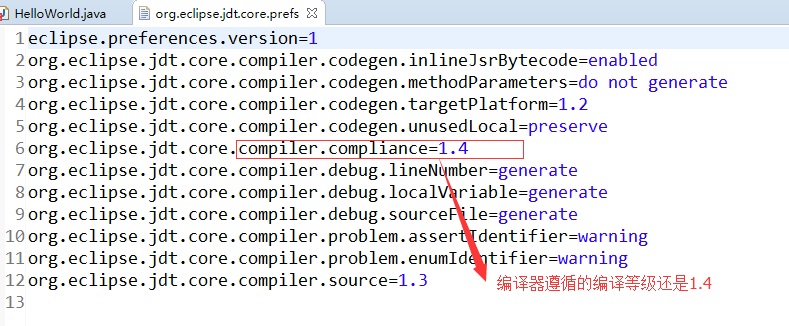 HelloWorld.java
org.eclipse.jdt.core.prefs
1 eclipse.preferences.version=1
2 org.eclipse.jdt.core.compiler.codegen.inlineJsrBytecode=enabled
3 org.eclipse.jdt.core.compiler.codegen.methodParameters=do not generate
4 org.eclipse.jdt.core.compiler.codegen.targetPlatform=1.2
5 org.eclipse.jdt.core.compiler.codegen.unusedLocal=preserve
6 org.eclipse.jdt.core.compiler.compliance=1.4
7 org.eclipse.jdt.core.compiler.debug.lineNumber=generate
8 org.eclipse.jdt.core.compiler.debug.localVariable=generate
9 org.eclipse.jdt.core.compiler.debug.sourceFile=generate
10 org.eclipse.jdt.core.compiler.problem.assertIdentifier=warning
11 org.eclipse.jdt.core.compiler.problem.enumIdentifier=warning
12 org.eclipse.jdt.core.compiler.source=1.3
编译器遵循的编译等级还是1.4
13